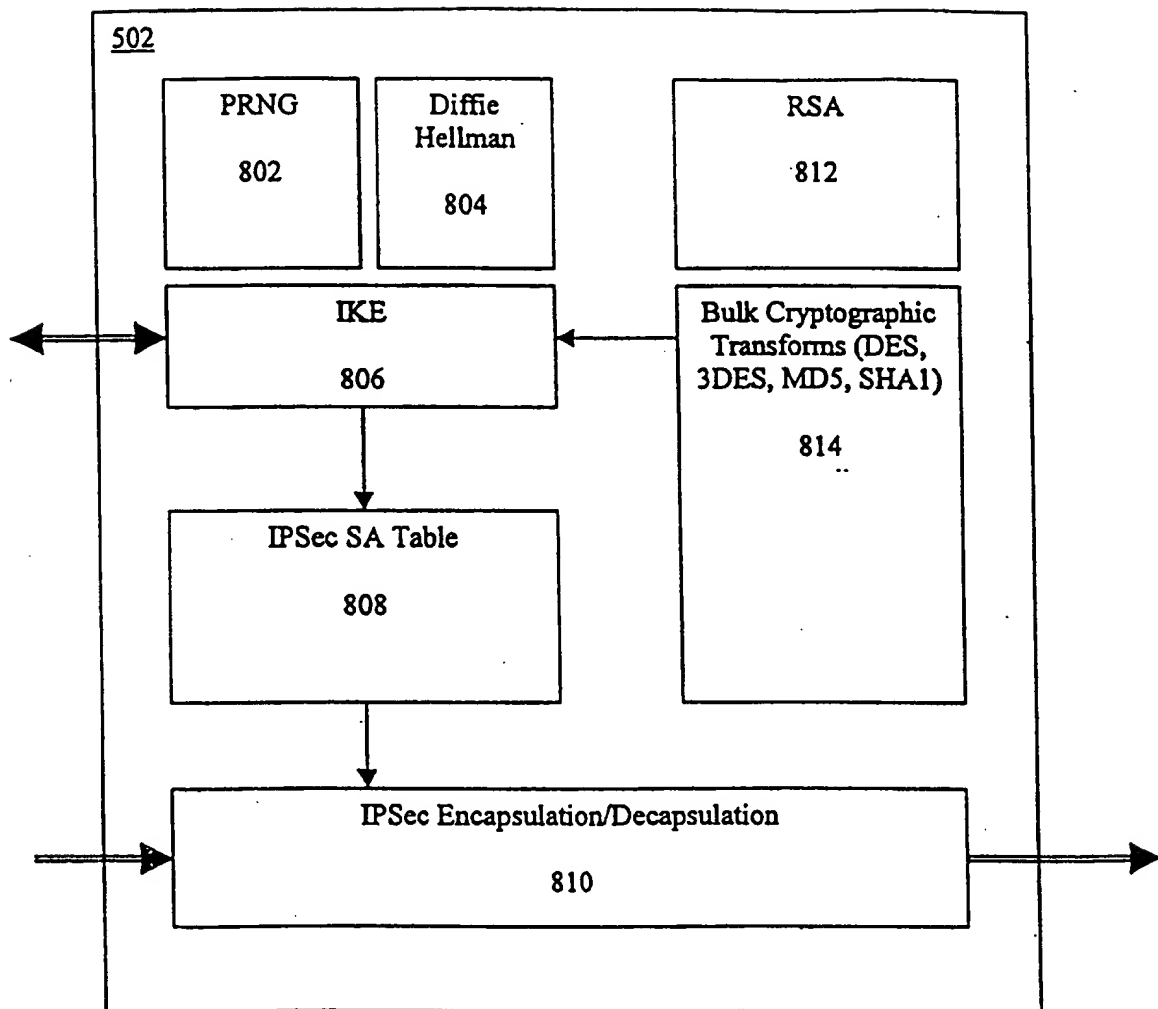 502
PRNG
802
Diffie
Hellman
804
RSA
812
IKE
806
Bulk Cryptographic
Transforms (DES,
3DES, MD5, SHA1)
814
IPSec SA Table
808
IPSec Encapsulation/Decapsulation
810